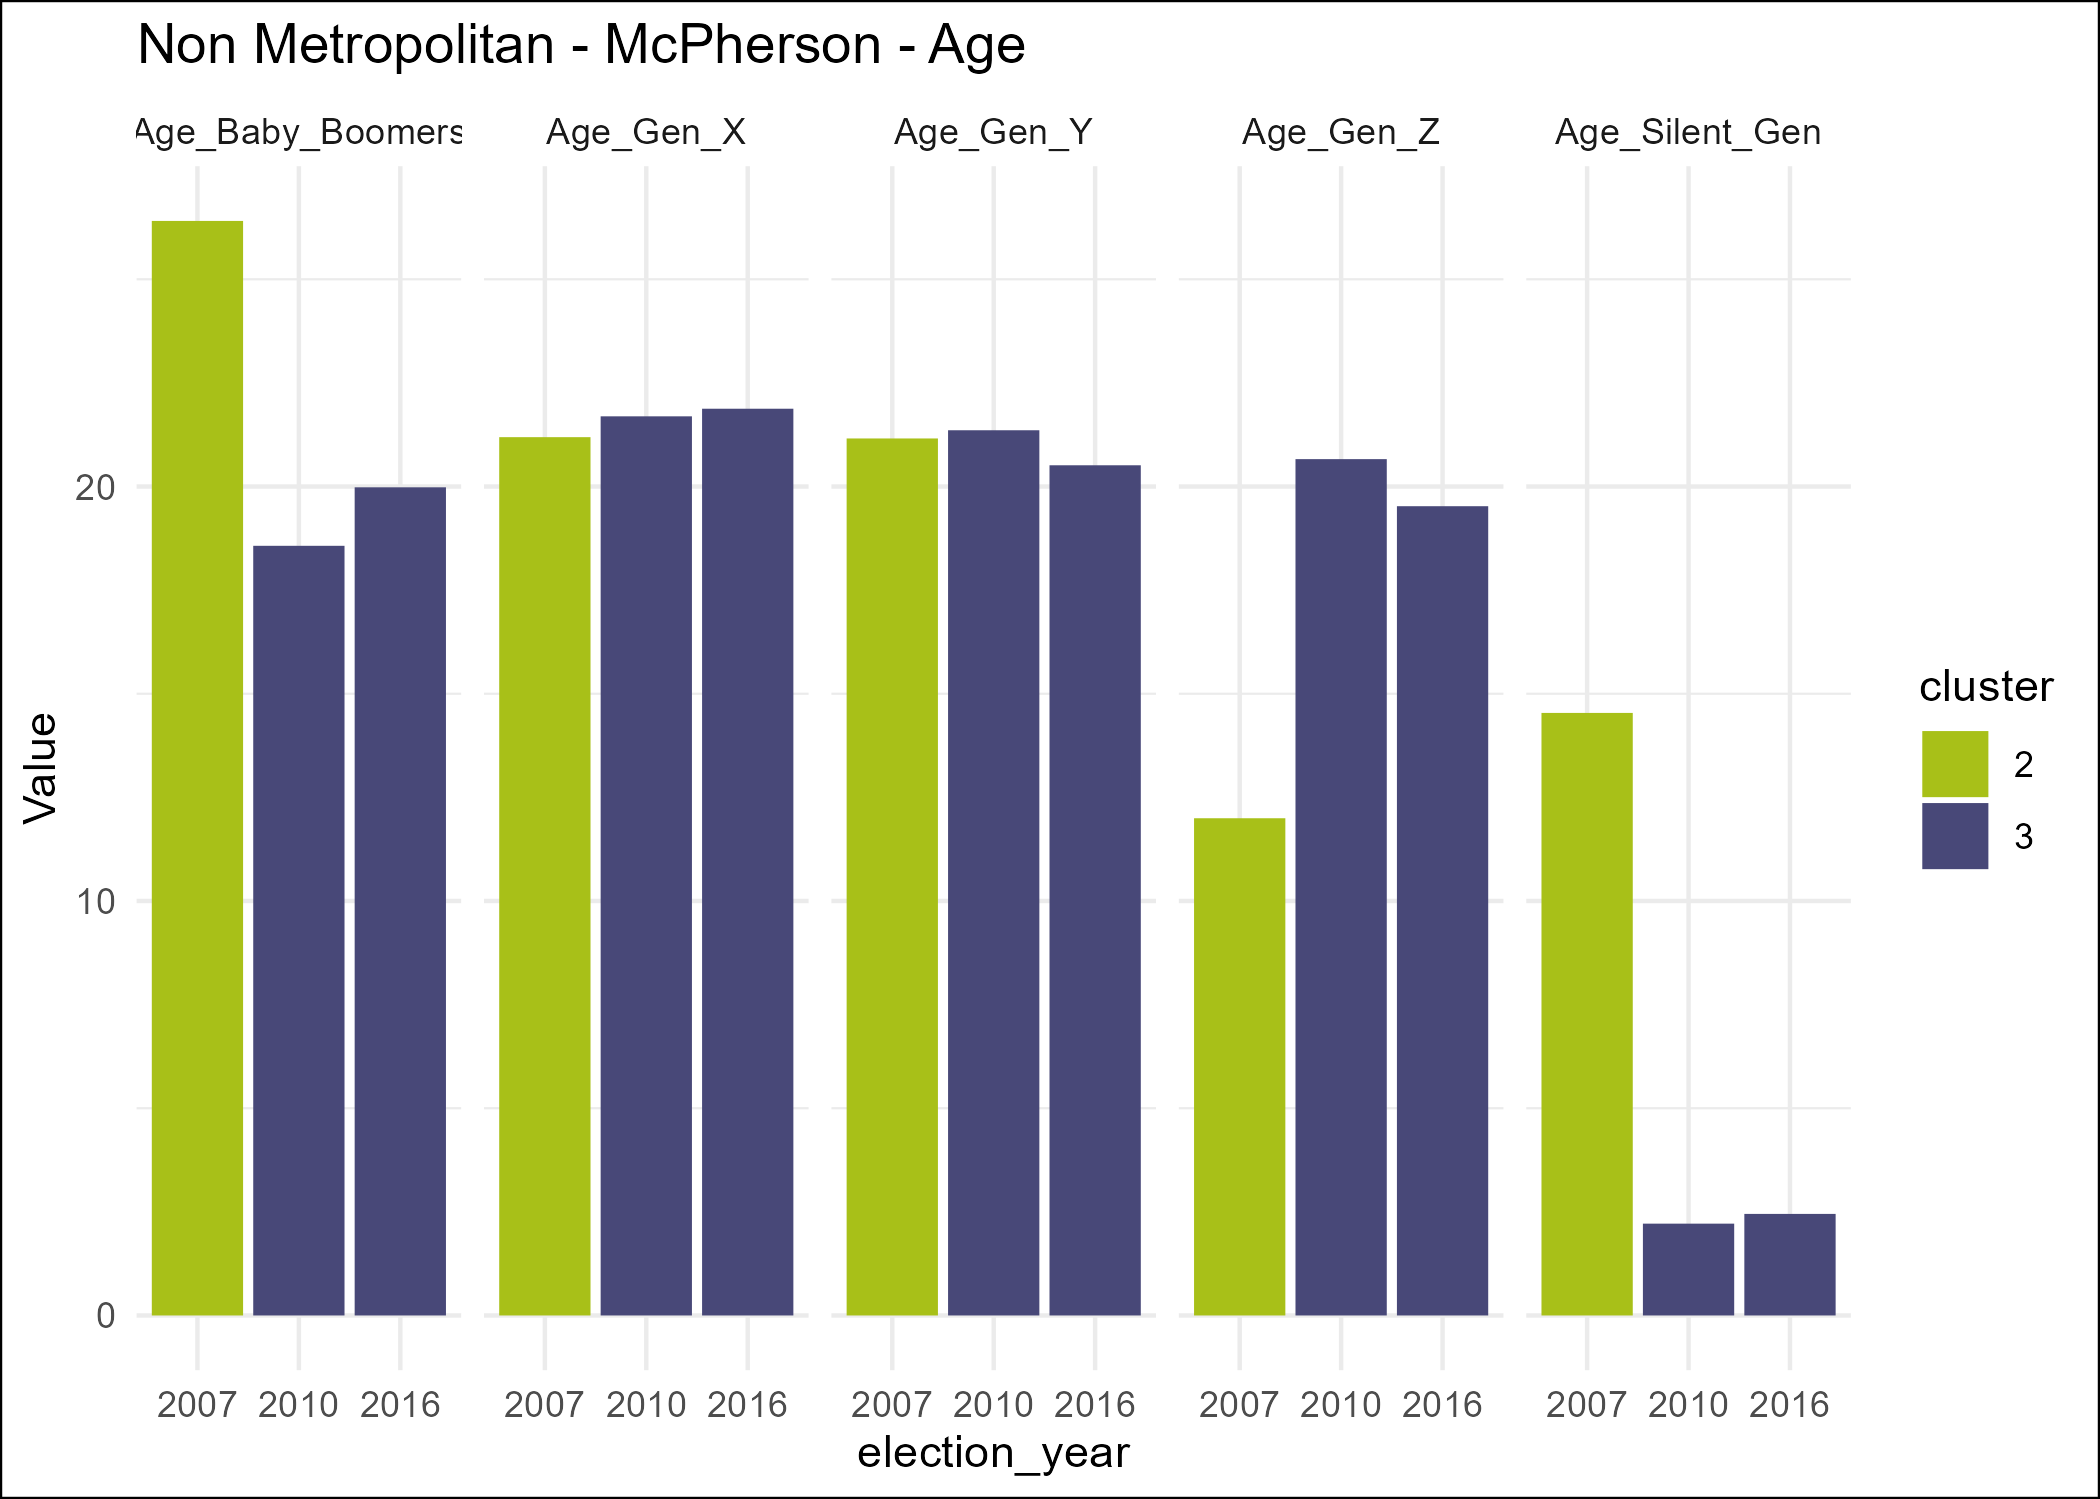 Non Metropolitan - McPherson - Age
Age_Baby_Boomers Age_Gen_X Age_Gen_Y Age_Gen_Z Age_Silent_Gen
20
10
0
Value
2007 2010 2016 2007 2010 2016 2007 2010 2016 2007 2010 2016 2007 2010 2016
election_year
cluster
2
3